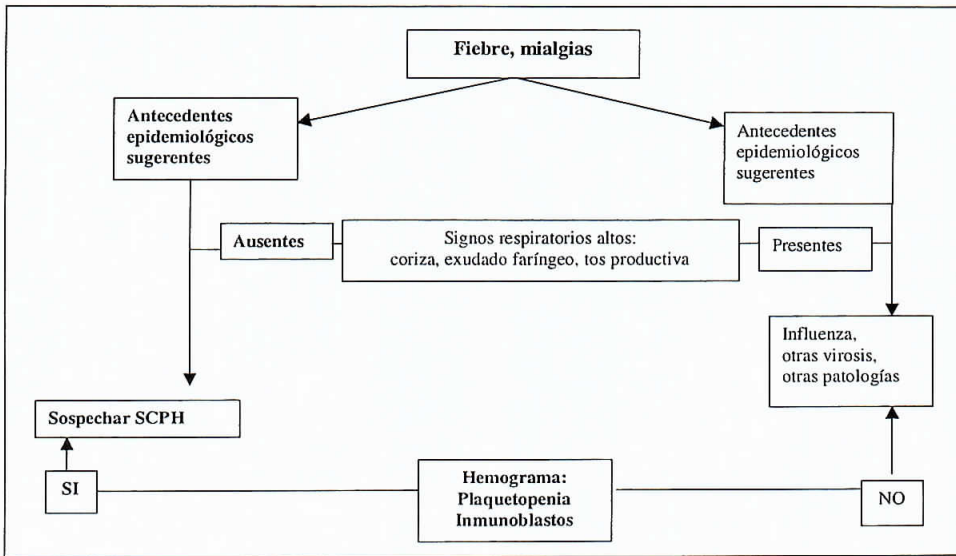 Fiebre, mialgias
Antecedentes
epidemiológicos
sugerentes
Antecedentes
epidemiológicos
sugerentes
Ausentes
Signos respiratorios altos:
coriza, exudado faríngeo, tos productiva
Presentes
Influenza,
otras virosis,
otras patologías
Sospechar SCPH
SI
Hemograma:
Plaquetopenia
Inmunoblastos
NO